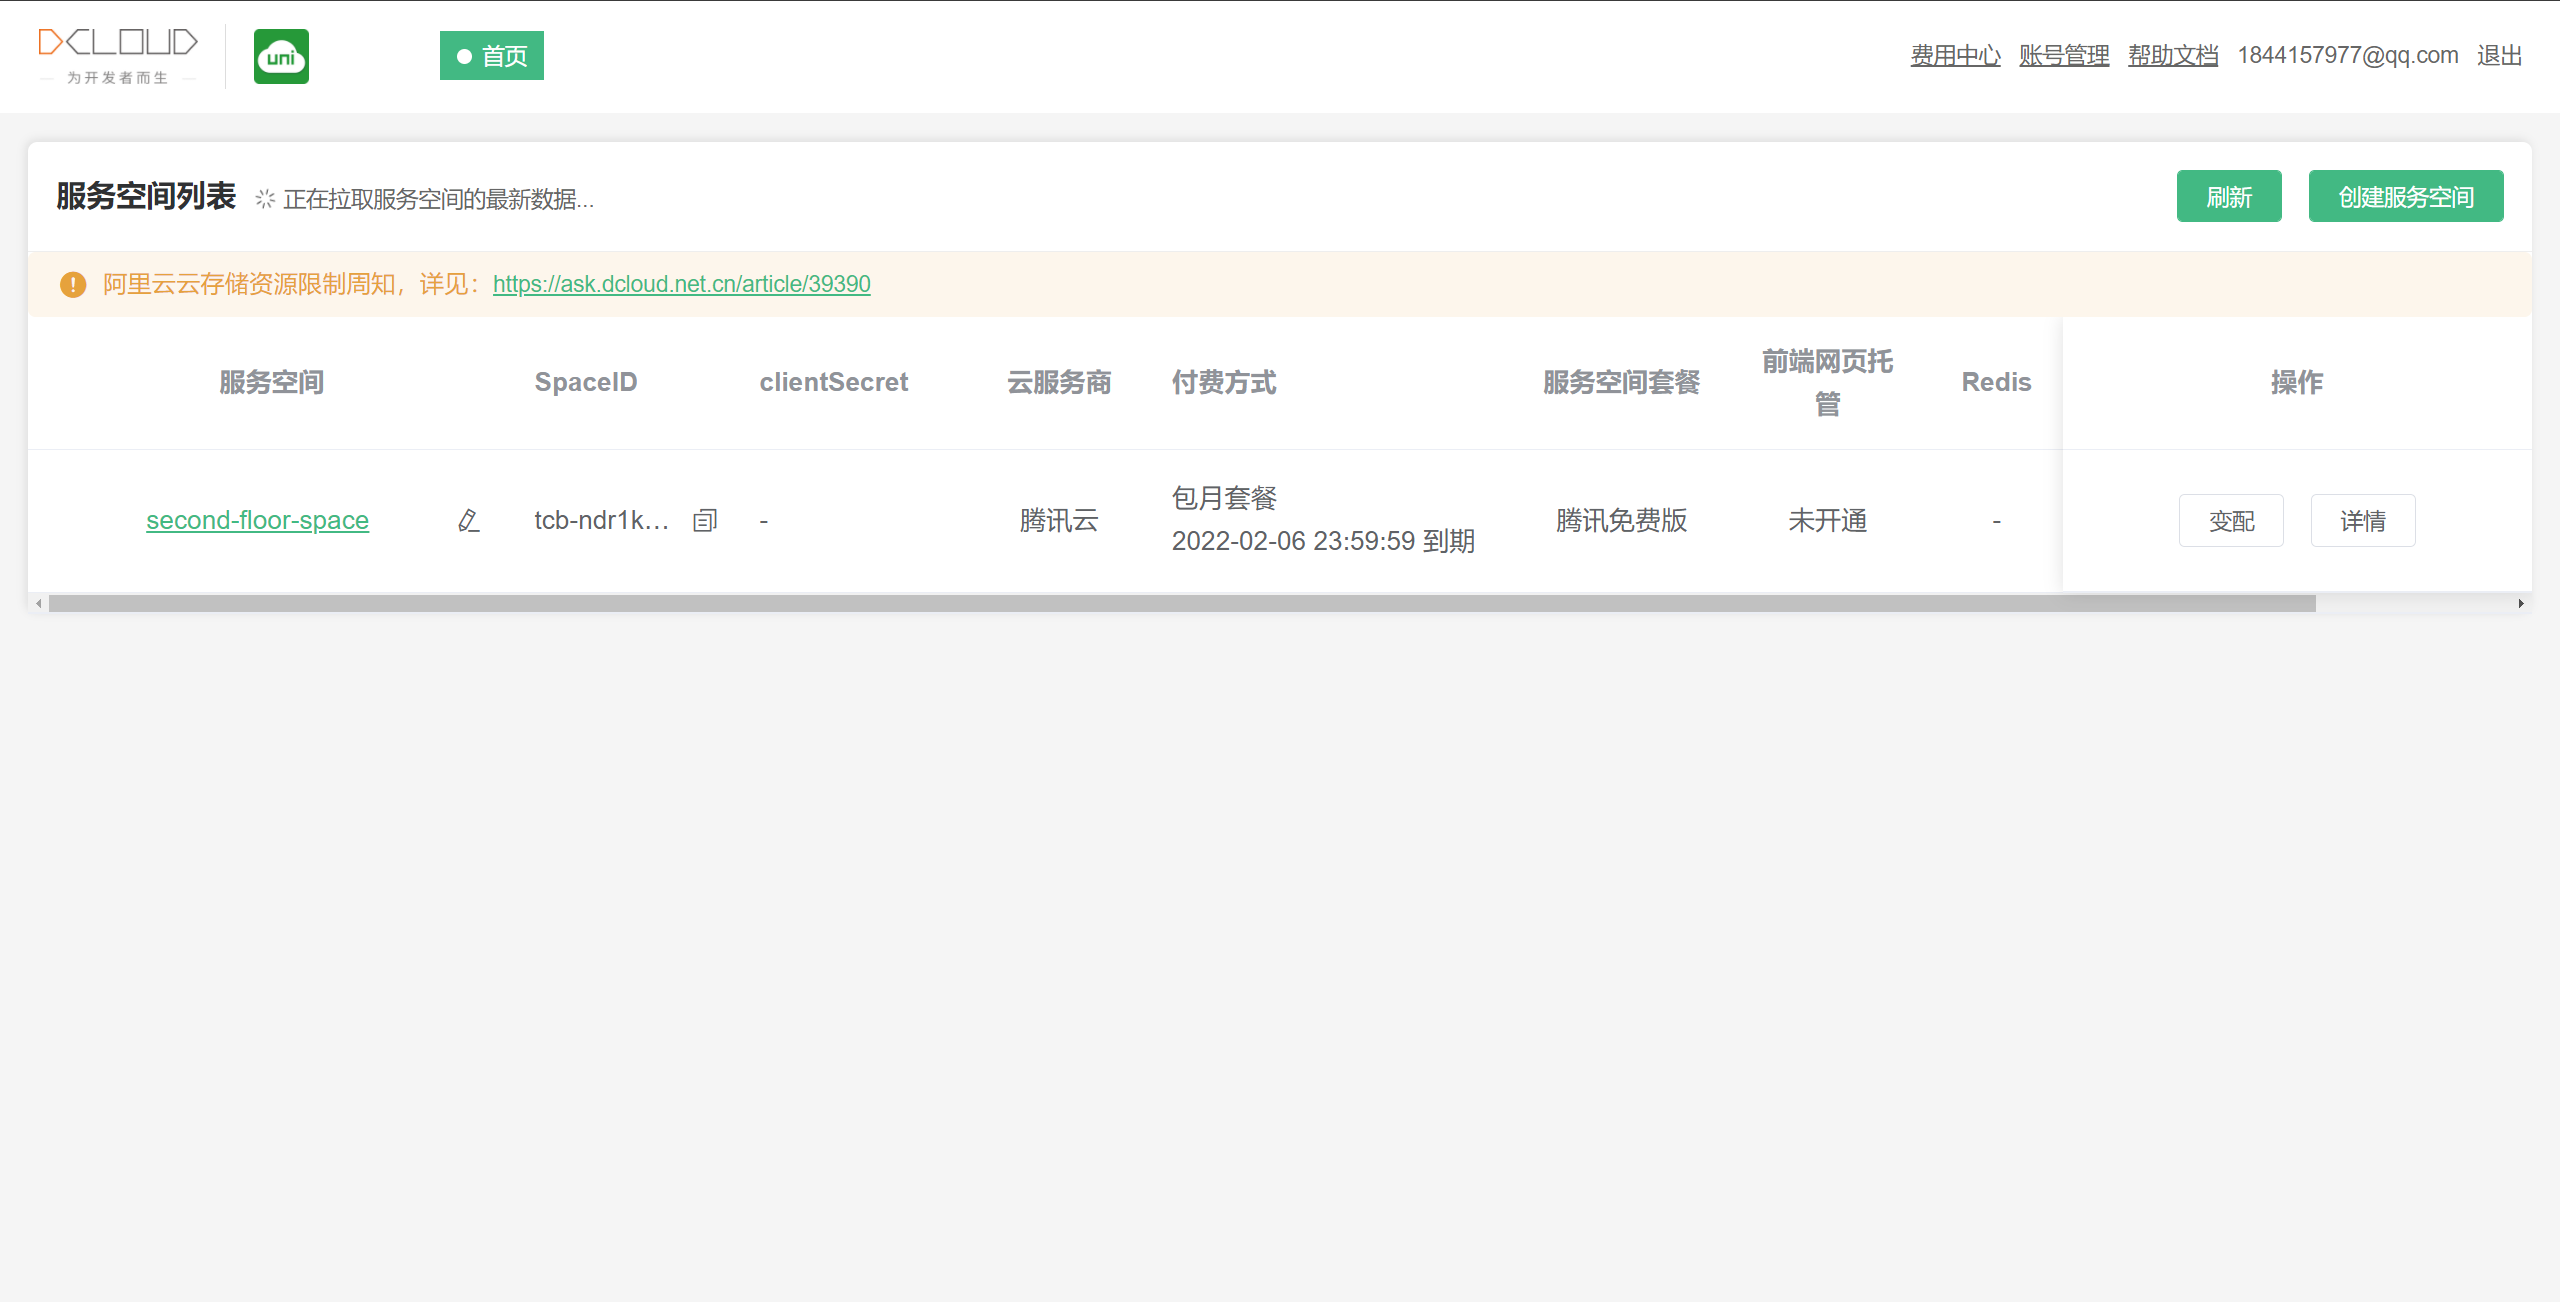 DCLOUD
为开发者而生
uni
首页
费用中心 账号管理 帮助文档 1844157977@qq.com 退出
服务空间列表 正在拉取服务空间的最新数据...
刷新 创建服务空间
阿里云云存储资源限制周知，详见：https://ask.dcloud.net.cn/article/39390
服务空间 SpaceID clientSecret 云服务商 付费方式 服务空间套餐 前端网页托管 Redis 操作
second-floor-space tcb-ndr1k... - 腾讯云 包月套餐
2022-02-06 23:59:59 到期 腾讯免费版 未开通 - 变配 详情